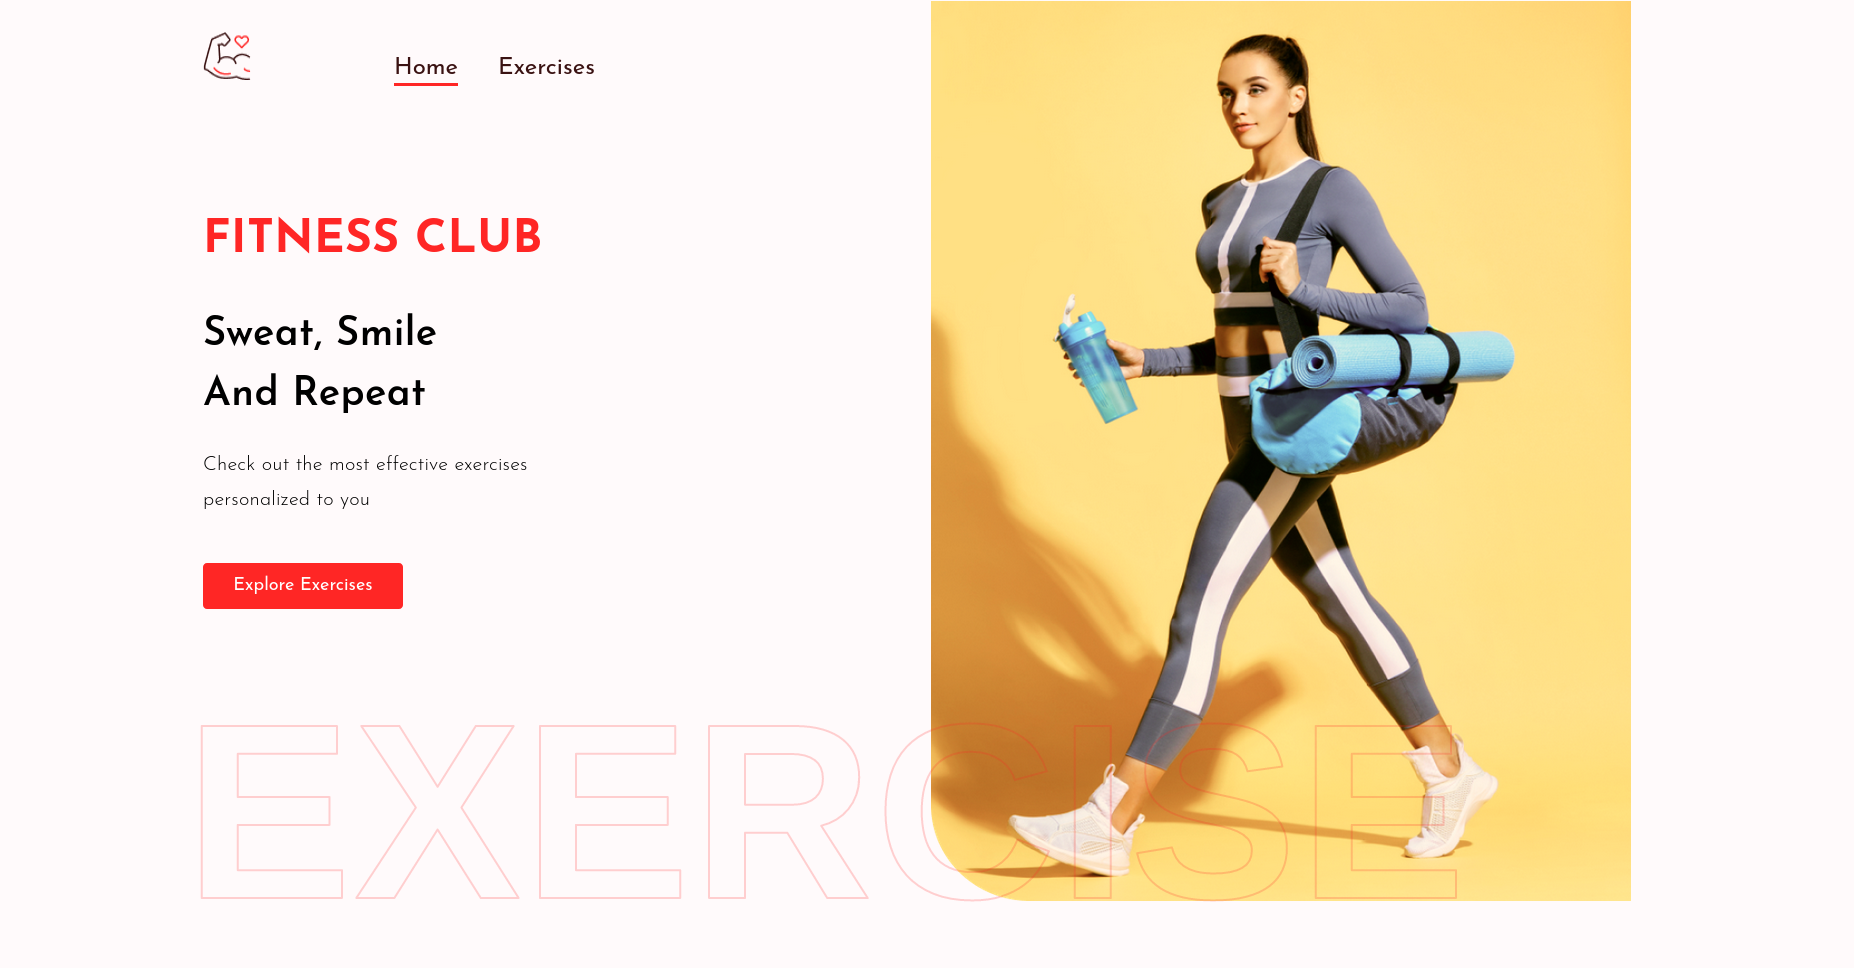 Home Exercises
FITNESS CLUB
Sweat, Smile
And Repeat
Check out the most effective exercises
personalized to you
Explore Exercises
EXERCISE